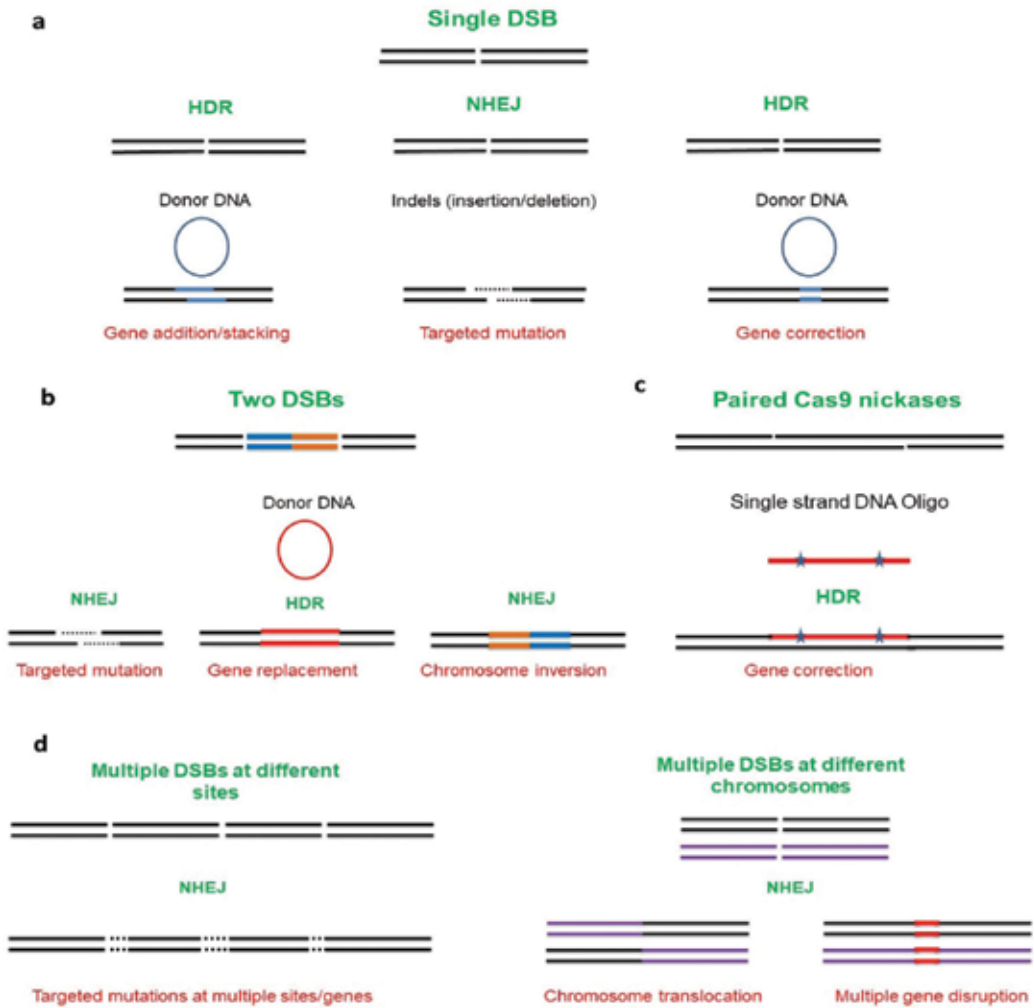 a
Single DSB
HDR
NHEJ
HDR
Donor DNA
Indels (insertion/deletion)
Donor DNA
Gene addition/stacking
Targeted mutation
Gene correction
b
Two DSBs
Donor DNA
NHEJ
HDR
NHEJ
Targeted mutation
Gene replacement
Chromosome inversion
c
Paired Cas9 nickases
Single strand DNA Oligo
HDR
Gene correction
d
Multiple DSBs at different
sites
NHEJ
Targeted mutations at multiple sites/genes
Multiple DSBs at different
chromosomes
NHEJ
Chromosome translocation
Multiple gene disruption